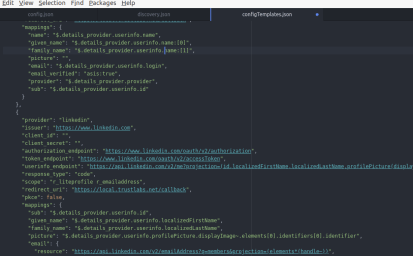 Edit View Selection Find Packages Help
config.json discovery.json configTemplates.json
"mappings": {
"name": "$.details_provider.userinfo.name",
"given_name": "$.details_provider.userinfo.name:[0]",
"family_name": "$.details_provider.userinfo.name:[1]",
"picture": "",
"email": "$.details_provider.userinfo.login",
"email_verified": "axis:true",
"provider": "$.details_provider.provider",
"sub": "$.details_provider.userinfo.id"
}
},
{
"provider": "linkedin",
"issuer": "https://www.linkedin.com",
"client_id": "",
"client_secret": "",
"authorization_endpoint": "https://www.linkedin.com/oauth/v2/authorization",
"token_endpoint": "https://www.linkedin.com/oauth/v2/accessToken",
"userinfo_endpoint": "https://api.linkedin.com/v2/me?projection=(id,localizedFirstName,localizedLastName,profilePicture(displa
"response_type": "code",
"scope": "r_liteprofile r_emailaddress",
"redirect_uri": "https://local.trustlabs.net/callback",
"pkce": false,
"mappings": {
"sub": "$.details_provider.userinfo.id",
"given_name": "$.details_provider.userinfo.localizedFirstName",
"family_name": "$.details_provider.userinfo.localizedLastName",
"picture": "$.details_provider.userinfo.profilePicture.displayImage~.elements[0].identifiers[0].identifier",
"email": {
"resource": "https://api.linkedin.com/v2/emailAddress?q=members&projection=(elements*(handle~))",